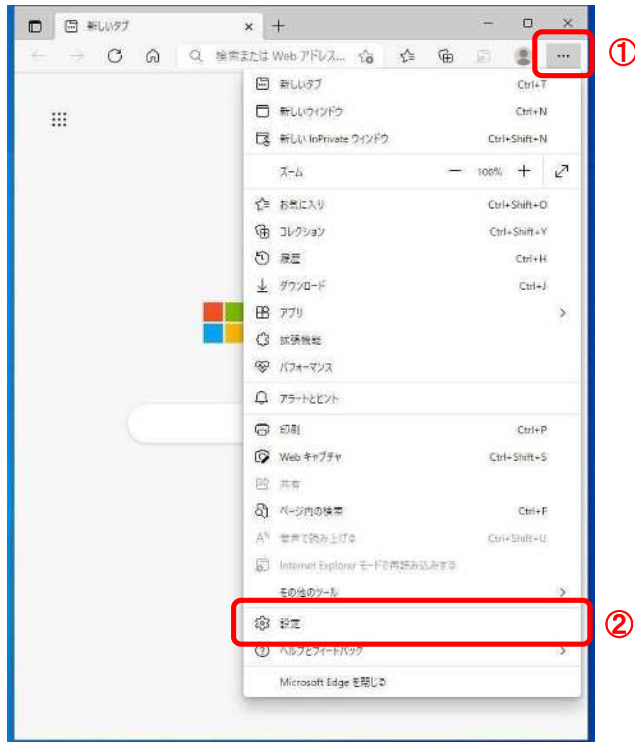 新しいタブ
検索または Web アドレス...
①
新しいタブ Ctrl+T
新しいウィンドウ Ctrl+N
新しい InPrivate ウィンドウ Ctrl+Shift+N
ズーム 100%
お気に入り Ctrl+Shift+O
コレクション Ctrl+Shift+Y
履歴 Ctrl+H
ダウンロード Ctrl+J
アプリ
拡張機能
パフォーマンス
アラートとヒント
印刷 Ctrl+P
Web キャプチャ Ctrl+Shift+S
共有
ページ内の検索 Ctrl+F
音声で読み上げる Ctrl+Shift+U
Internet Explorer モードで再読み込みする
その他のツール
設定
②
ヘルプとフィードバック
Microsoft Edge を閉じる